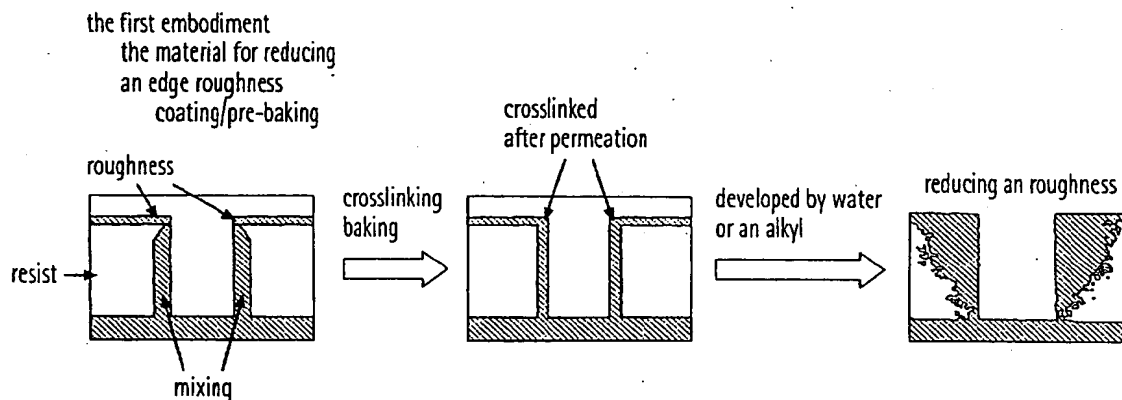 the first embodiment
the material for reducing
an edge roughness
coating/pre-baking
roughness
resist
mixing
crosslinking
baking
crosslinked
after permeation
developed by water
or an alkyl
reducing an roughness